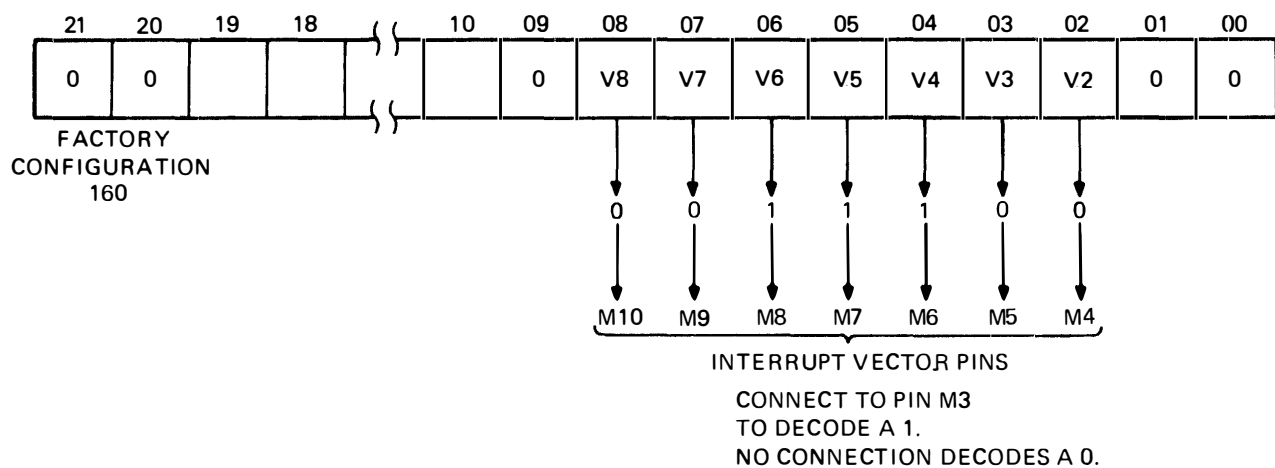 21 20 19 18 10 09 08 07 06 05 04 03 02 01 00
0 0 0 V8 V7 V6 V5 V4 V3 V2 0 0
FACTORY
CONFIGURATION
160
0 0 1 1 1 0 0
M10 M9 M8 M7 M6 M5 M4
INTERRUPT VECTOR PINS
CONNECT TO PIN M3
TO DECODE A 1.
NO CONNECTION DECODES A 0.